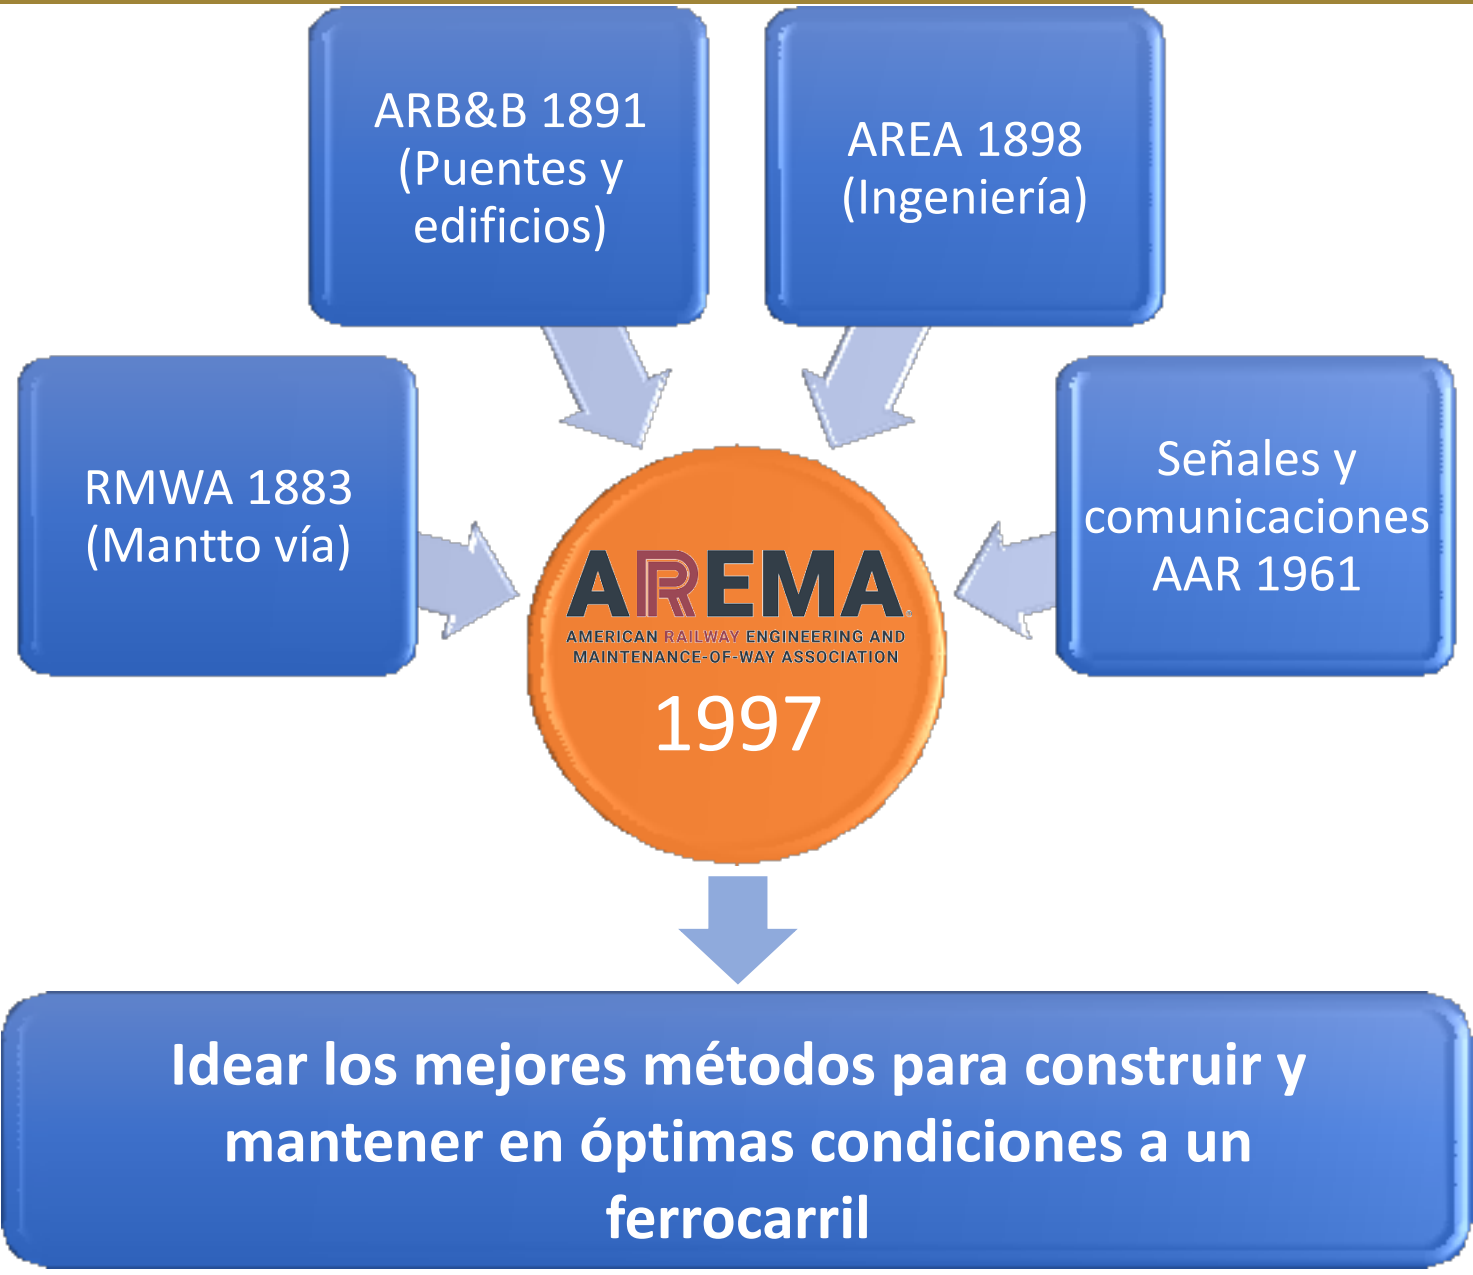 ARB&B 1891
(Puentes y
edificios)
AREA 1898
(Ingeniería)
RMWA 1883
(Mantto vía)
Señales y
comunicaciones
AAR 1961
AREMA®
AMERICAN RAILWAY ENGINEERING AND
MAINTENANCE-OF-WAY ASSOCIATION
1997
Idear los mejores métodos para construir y
mantener en óptimas condiciones a un
ferrocarril